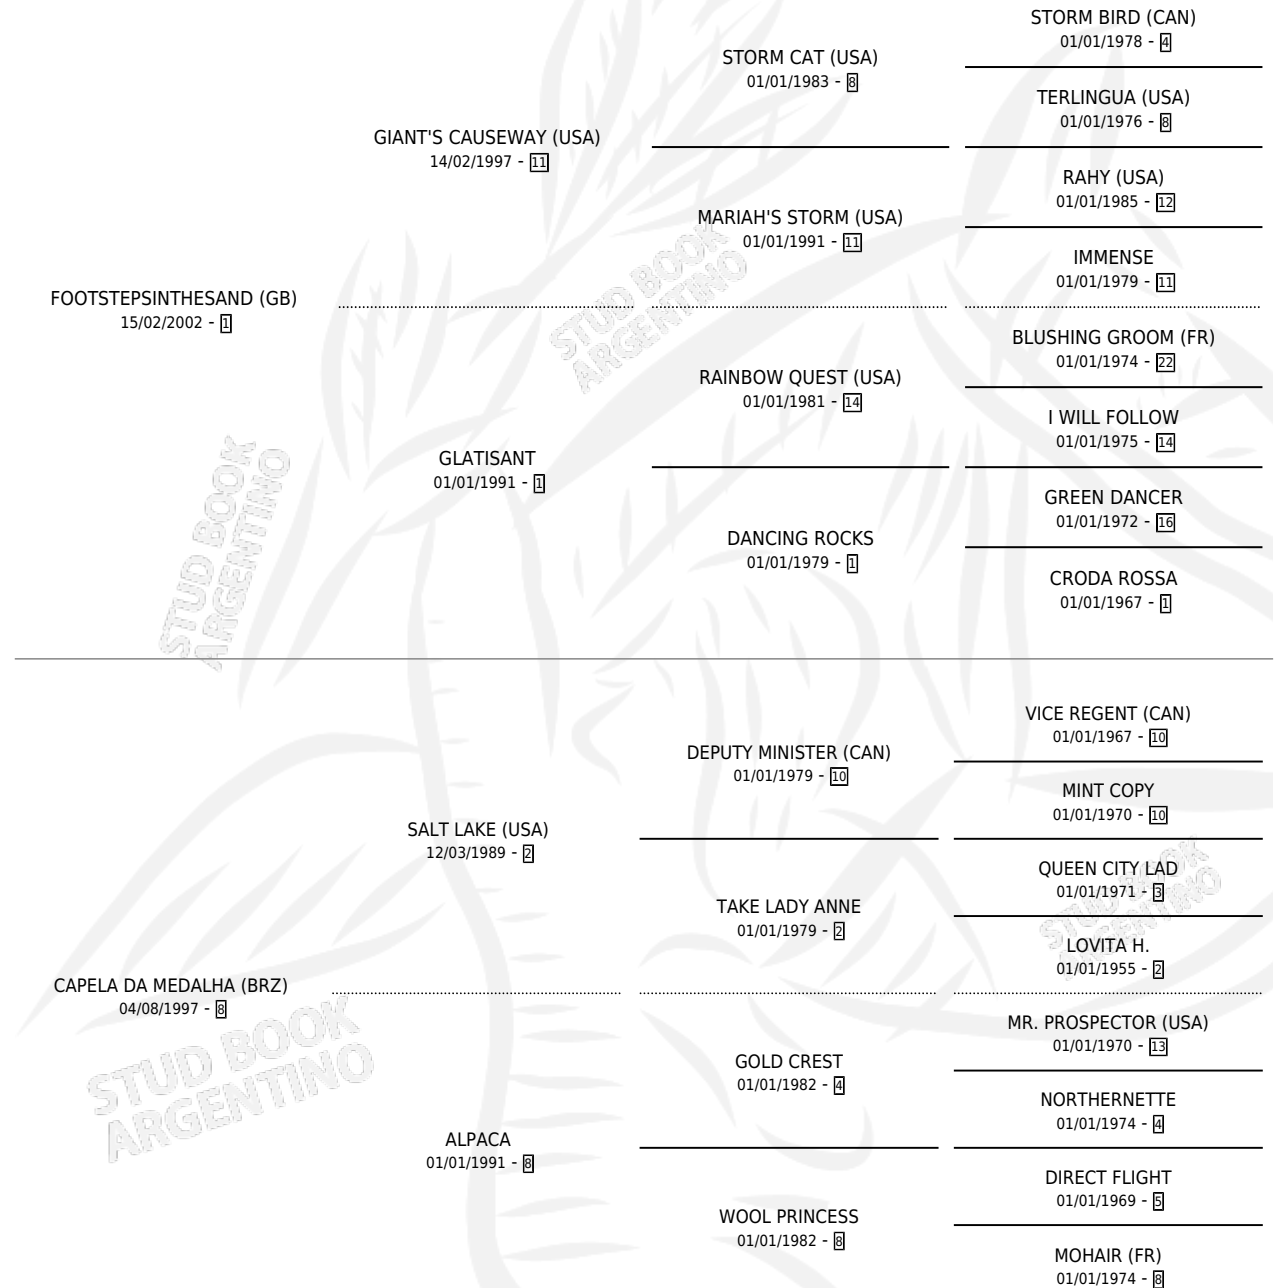 STORM BIRD (CAN)
01/01/1978 - 4
STORM CAT (USA)
01/01/1983 - 8
TERLINGUA (USA)
01/01/1976 - 8
GIANT'S CAUSEWAY (USA)
14/02/1997 - 11
RAHY (USA)
01/01/1985 - 12
MARIAH'S STORM (USA)
01/01/1991 - 11
IMMENSE
01/01/1979 - 11
FOOTSTEPSINTHESAND (GB)
15/02/2002 - 1
BLUSHING GROOM (FR)
01/01/1974 - 22
RAINBOW QUEST (USA)
01/01/1981 - 14
I WILL FOLLOW
01/01/1975 - 14
GLATISANT
01/01/1991 - 1
GREEN DANCER
01/01/1972 - 16
DANCING ROCKS
01/01/1979 - 1
CRODA ROSSA
01/01/1967 - 1
STUD BOOK
ARGENTINO
STUD BOOK
ARGENTINO
VICE REGENT (CAN)
01/01/1967 - 10
DEPUTY MINISTER (CAN)
01/01/1979 - 10
MINT COPY
01/01/1970 - 10
SALT LAKE (USA)
12/03/1989 - 2
QUEEN CITY LAD
01/01/1971 - 3
TAKE LADY ANNE
01/01/1979 - 2
LOVITA H.
01/01/1955 - 2
CAPELA DA MEDALHA (BRZ)
04/08/1997 - 8
MR. PROSPECTOR (USA)
01/01/1970 - 13
GOLD CREST
01/01/1982 - 4
NORTHERNETTE
01/01/1974 - 4
ALPACA
01/01/1991 - 8
DIRECT FLIGHT
01/01/1969 - 5
WOOL PRINCESS
01/01/1982 - 8
MOHAIR (FR)
01/01/1974 - 8
STUD BOOK
ARGENTINO
STUD BOOK
ARGENTINO